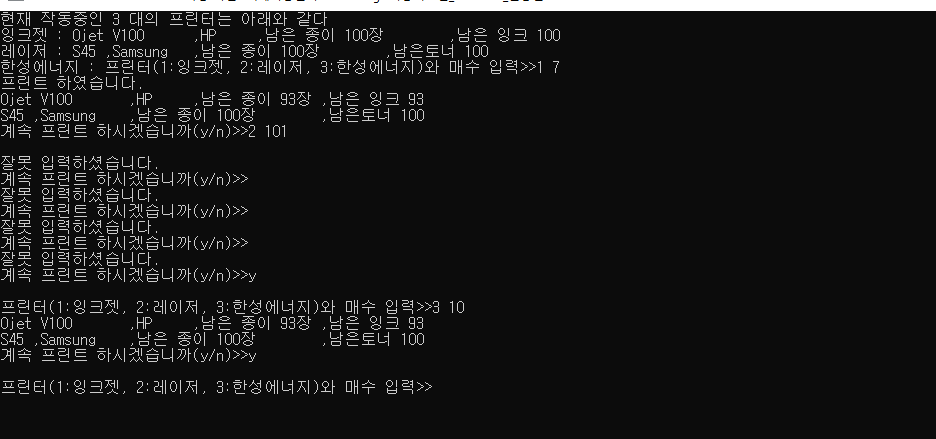 현재 작동중인 3 대의 프린터는 아래와 같다
잉크젯 : Ojet V100 ,HP ,남은 종이 100장 ,남은 잉크 100
레이저 : S45 ,Samsung ,남은 종이 100장 ,남은토너 100
한성에너지 : 프린터(1:잉크젯, 2:레이저, 3:한성에너지)와 매수 입력>>1 7
프린트 하였습니다.
Ojet V100 ,HP ,남은 종이 93장 ,남은 잉크 93
S45 ,Samsung ,남은 종이 100장 ,남은토너 100
계속 프린트 하시겠습니까(y/n)>>2 101
잘못 입력하셨습니다.
계속 프린트 하시겠습니까(y/n)>>
잘못 입력하셨습니다.
계속 프린트 하시겠습니까(y/n)>>
잘못 입력하셨습니다.
계속 프린트 하시겠습니까(y/n)>>
잘못 입력하셨습니다.
계속 프린트 하시겠습니까(y/n)>>y
프린터(1:잉크젯, 2:레이저, 3:한성에너지)와 매수 입력>>3 10
Ojet V100 ,HP ,남은 종이 93장 ,남은 잉크 93
S45 ,Samsung ,남은 종이 100장 ,남은토너 100
계속 프린트 하시겠습니까(y/n)>>y
프린터(1:잉크젯, 2:레이저, 3:한성에너지)와 매수 입력>>